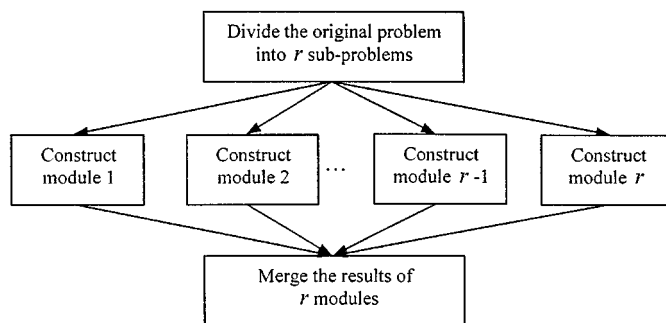 Divide the original problem
into r sub-problems
Construct
module 1
Construct
module 2
...
Construct
module r -1
Construct
module r
Merge the results of
r modules